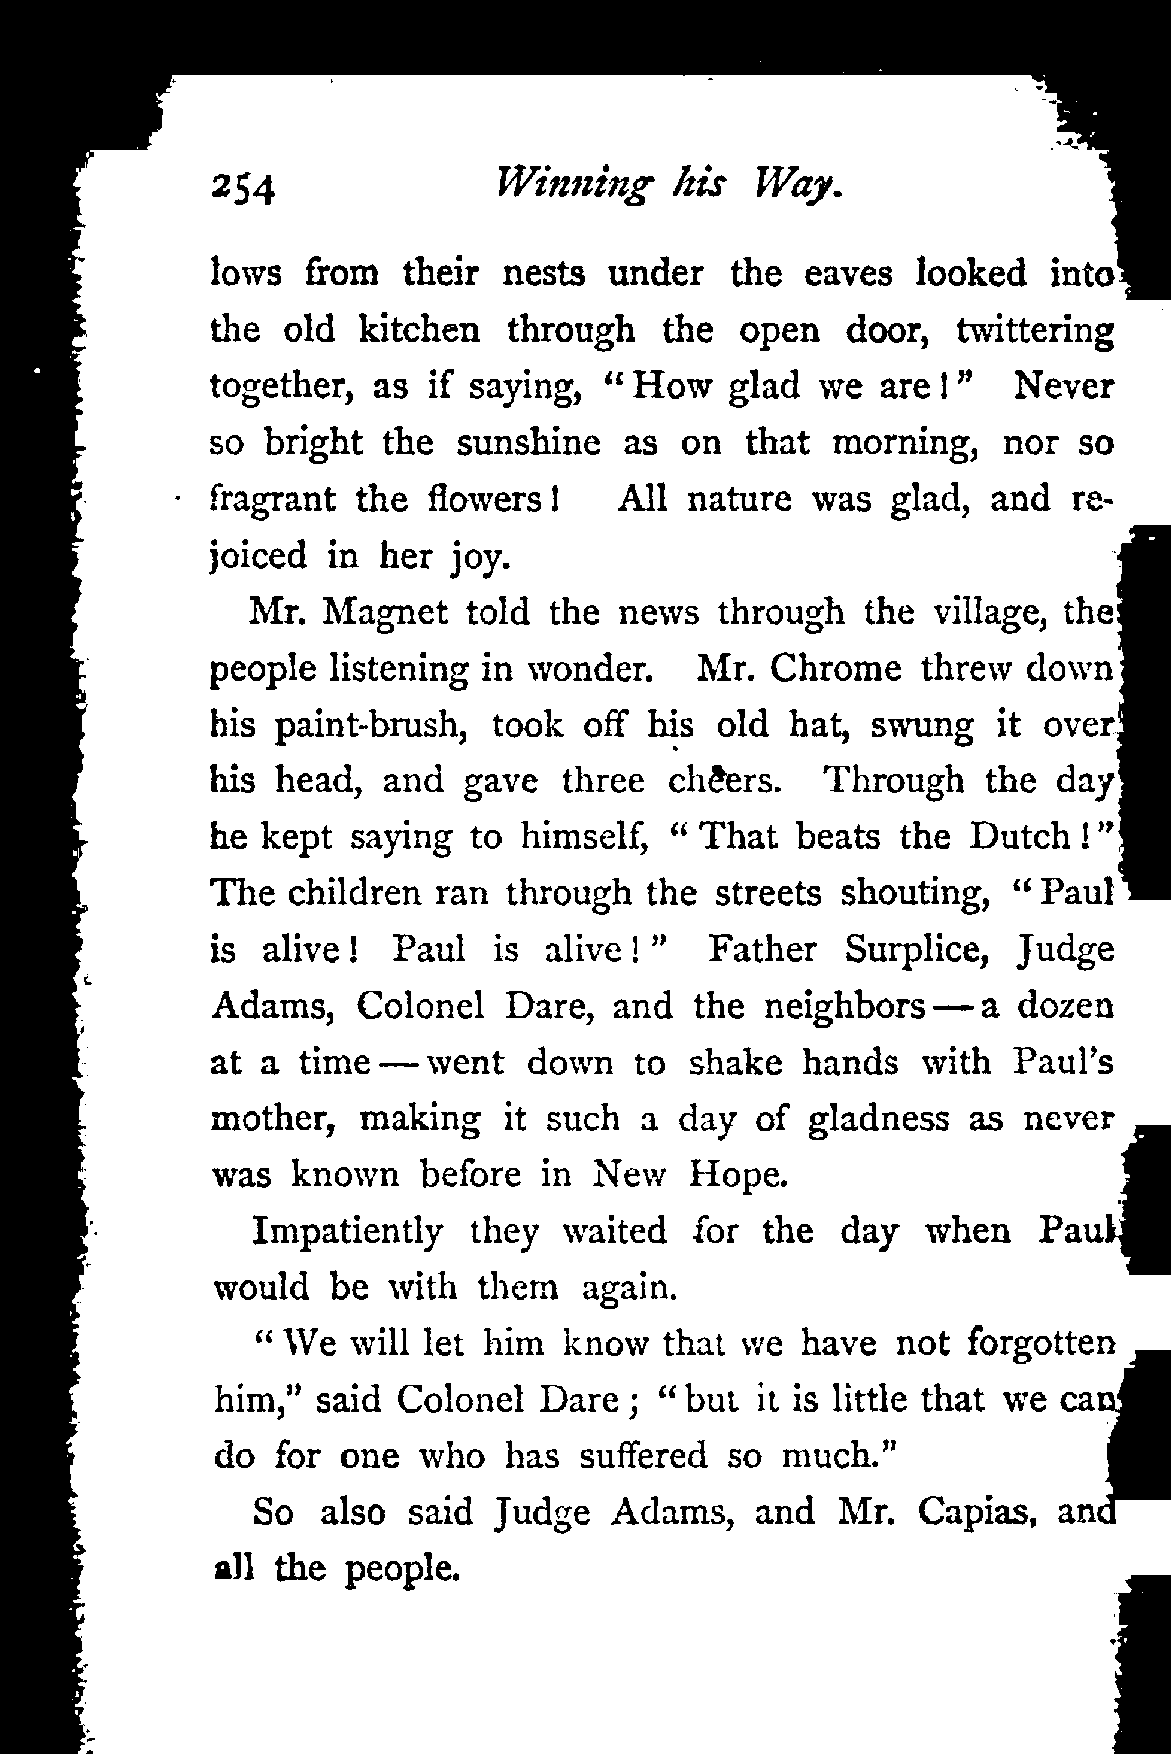 254 Winning his Way.
lows from their nests under the eaves looked into
the old kitchen through the open door, twittering
together, as if saying, “How glad we are!” Never
so bright the sunshine as on that morning, nor so
fragrant the flowers! All nature was glad, and re-
joiced in her joy.
Mr. Magnet told the news through the village, the
people listening in wonder. Mr. Chrome threw down
his paint-brush, took off his old hat, swung it over
his head, and gave three cheers. Through the day
he kept saying to himself, “That beats the Dutch!”
The children ran through the streets shouting, “Paul
is alive! Paul is alive!” Father Surplice, Judge
Adams, Colonel Dare, and the neighbors—a dozen
at a time—went down to shake hands with Paul’s
mother, making it such a day of gladness as never
was known before in New Hope.
Impatiently they waited for the day when Paul
would be with them again.
“We will let him know that we have not forgotten
him,” said Colonel Dare; “but it is little that we can
do for one who has suffered so much.”
So also said Judge Adams, and Mr. Capias, and
all the people.